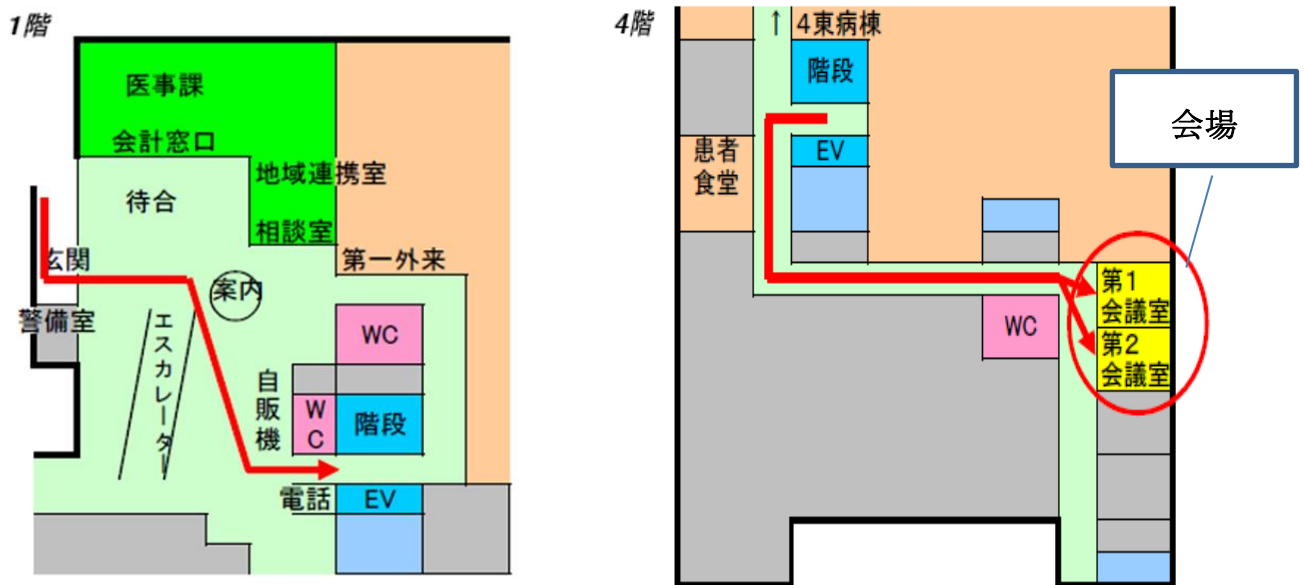 1階
医事課
会計窓口
地域連携室
待合
相談室
玄関
第一外来
案内
警備室
エスカレーター
WC
自販機
WC
階段
電話
EV
4階
↑ 4東病棟
階段
会場
患者
食堂
EV
第1
会議室
WC
第2
会議室